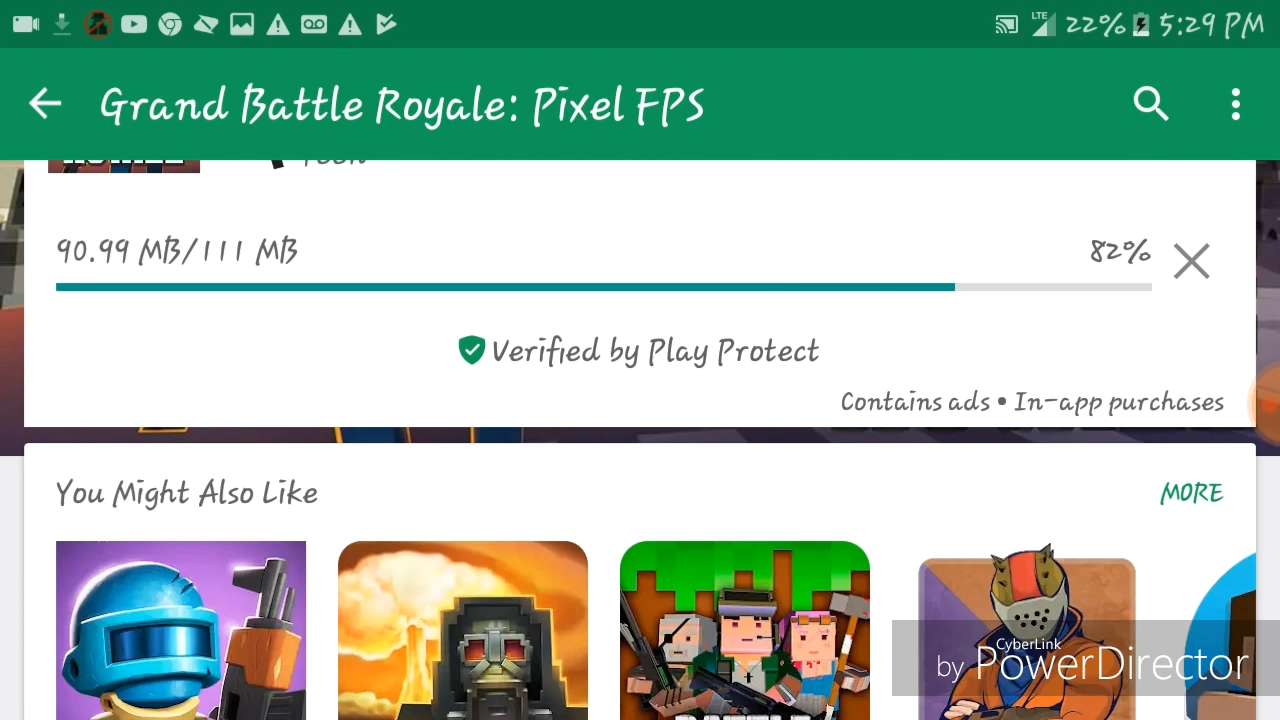 LTE 22% 5:29 PM
Grand Battle Royale: Pixel FPS
Teen
90.99 MB/111 MB 82%
Verified by Play Protect
Contains ads • In-app purchases
You Might Also Like MORE
CyberLink
by PowerDirector